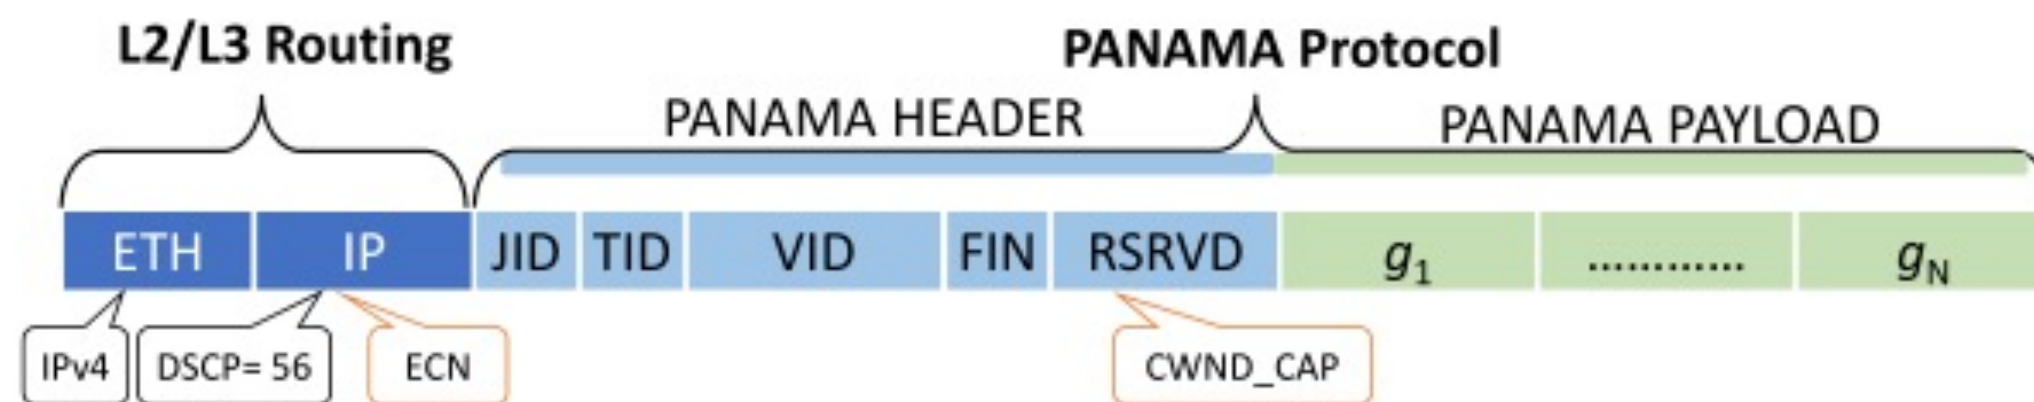 L2/L3 Routing
PANAMA Protocol
PANAMA HEADER
PANAMA PAYLOAD
ETH IP JID TID VID FIN RSRVD g1 ............ gN
IPv4 DSCP= 56 ECN CWND_CAP